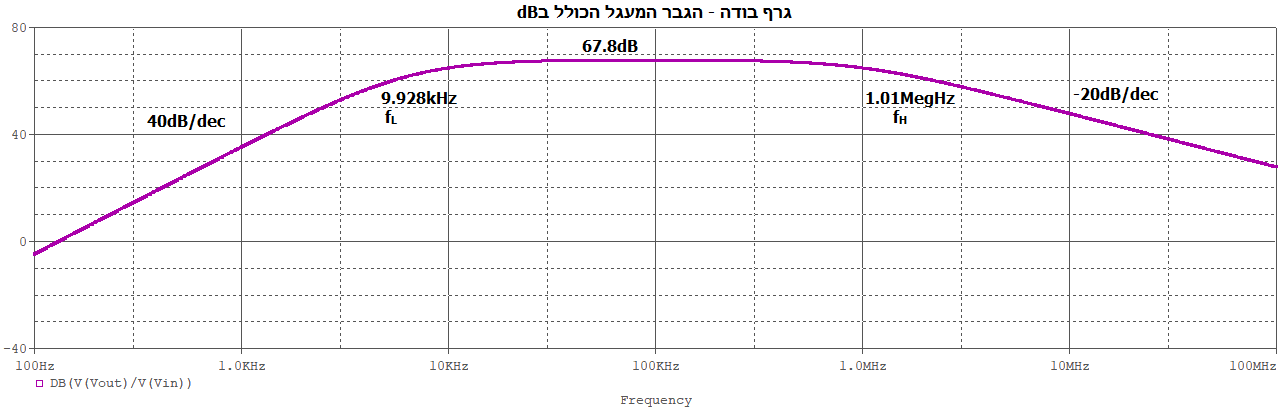 גרף בודה - הגבר המעגל הכולל בdB
80
67.8dB
9.928kHz
fL
1.01MegHz
fH
-20dB/dec
40dB/dec
40
0
-40
100Hz 1.0KHz 10KHz 100KHz 1.0MHz 10MHz 100MHz
DB(V(Vout)/V(Vin))
Frequency